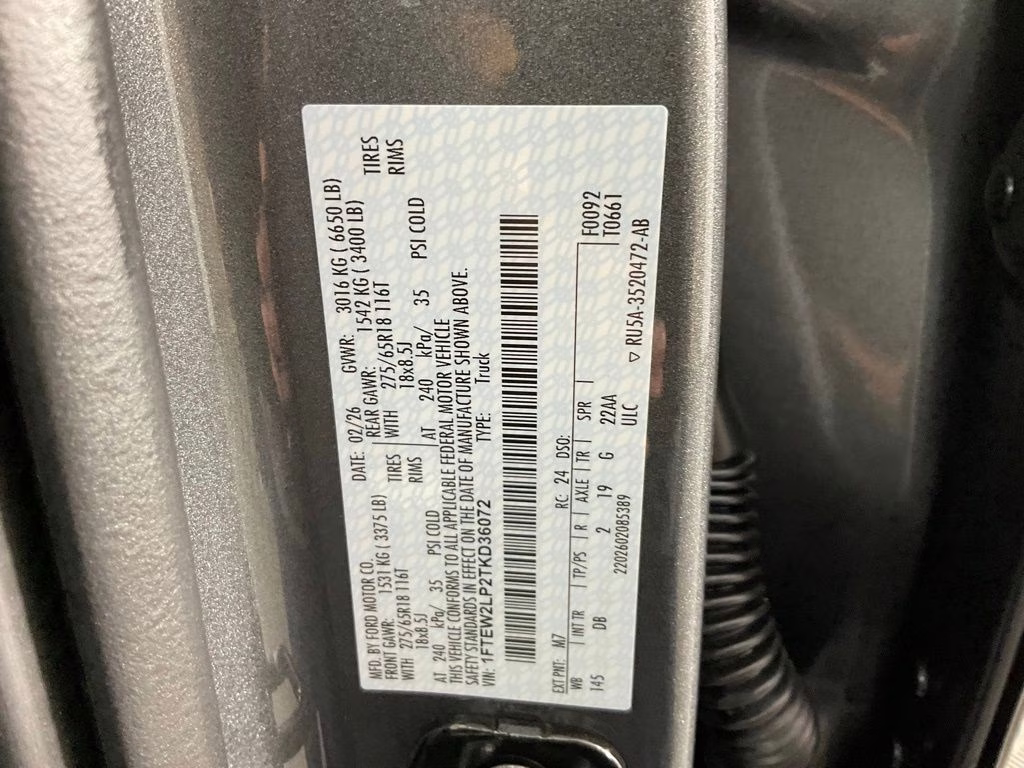 MFD. BY FORD MOTOR CO.
DATE: 02/26 GVWR: 3016 KG ( 6650 LB)
FRONT GAWR: 1531 KG ( 3375 LB) REAR GAWR: 1542 KG ( 3400 LB)
WITH 275/65R18 116T TIRES WITH 275/65R18 116T TIRES
18x8.5J RIMS 18x8.5J RIMS
AT 240 kPa/ 35 PSI COLD AT 240 kPa/ 35 PSI COLD
THIS VEHICLE CONFORMS TO ALL APPLICABLE FEDERAL MOTOR VEHICLE
SAFETY STANDARDS IN EFFECT ON THE DATE OF MANUFACTURE SHOWN ABOVE.
VIN: 1FTEW2LP2TKD36072 TYPE: Truck
EXT PNT: M7 RC: 24 DSO: F0092
WB INT TR TP/PS R AXLE TR SPR T0661
145 DB 2 19 G 22AA
2202602085389 ULC
▽ RU5A-3520472-AB